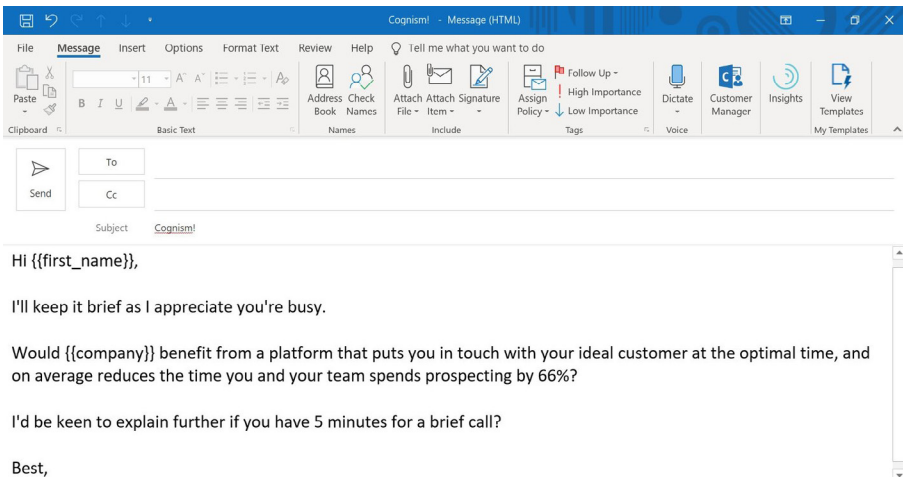 Cognism! - Message (HTML)
File Message Insert Options Format Text Review Help Tell me what you want to do
Paste
Clipboard
11 A A A
B I U A
Basic Text
Address Book
Check Names
Names
Attach File
Attach Item
Signature
Include
Assign Policy
Follow Up
High Importance
Low Importance
Tags
Dictate
Voice
Customer Manager
Insights
View Templates
My Templates
Send
To
Cc
Subject Cognism!
Hi {{first_name}},
I'll keep it brief as I appreciate you're busy.
Would {{company}} benefit from a platform that puts you in touch with your ideal customer at the optimal time, and
on average reduces the time you and your team spends prospecting by 66%?
I'd be keen to explain further if you have 5 minutes for a brief call?
Best,